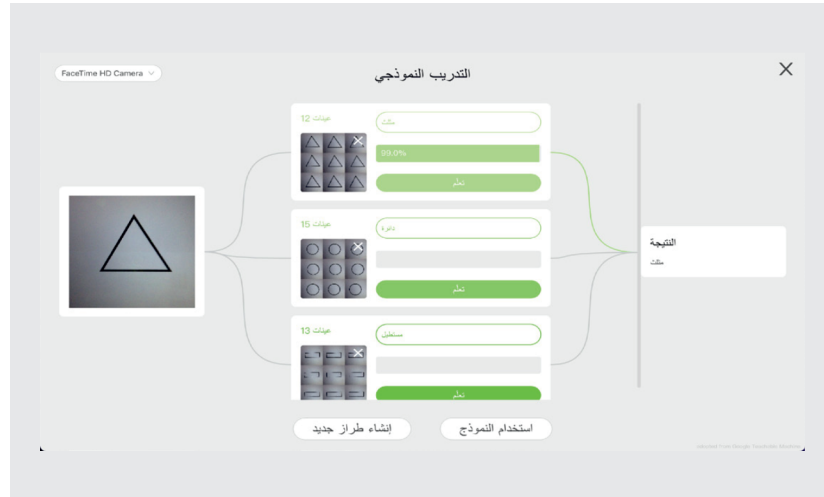 التدريب النموذجي
FaceTime HD Camera
عينات 12
مثلث
99.0%
تعلم
عينات 15
دائرة
تعلم
عينات 13
مستطيل
تعلم
النتيجة
مثلث
استخدام النموذج
إنشاء طراز جديد